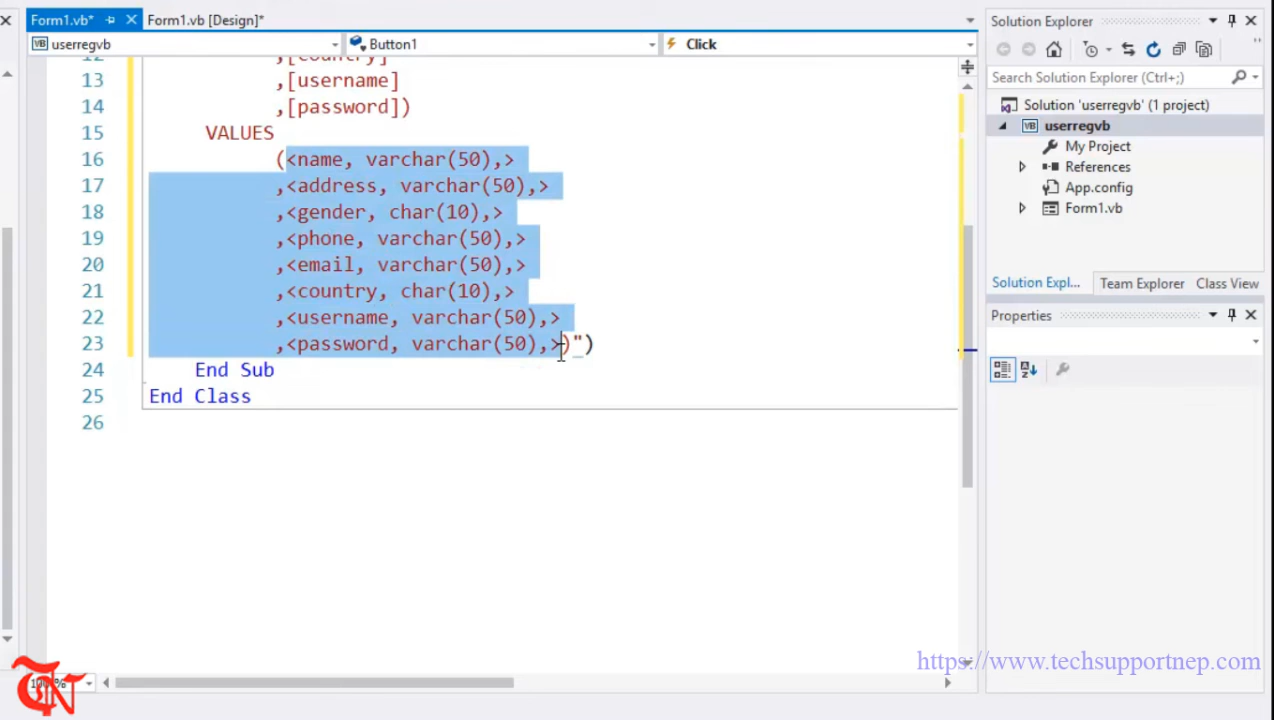 Form1.vb*
Form1.vb [Design]*
userregvb
Button1
Click
12 ,[country]
13 ,[username]
14 ,[password])
15 VALUES
16 (<name, varchar(50),>
17 ,<address, varchar(50),>
18 ,<gender, char(10),>
19 ,<phone, varchar(50),>
20 ,<email, varchar(50),>
21 ,<country, char(10),>
22 ,<username, varchar(50),>
23 ,<password, varchar(50),>)")
24 End Sub
25 End Class
26
Solution Explorer
Search Solution Explorer (Ctrl+;)
Solution 'userregvb' (1 project)
userregvb
My Project
References
App.config
Form1.vb
Solution Expl...
Team Explorer
Class View
Properties
https://www.techsupportnep.com